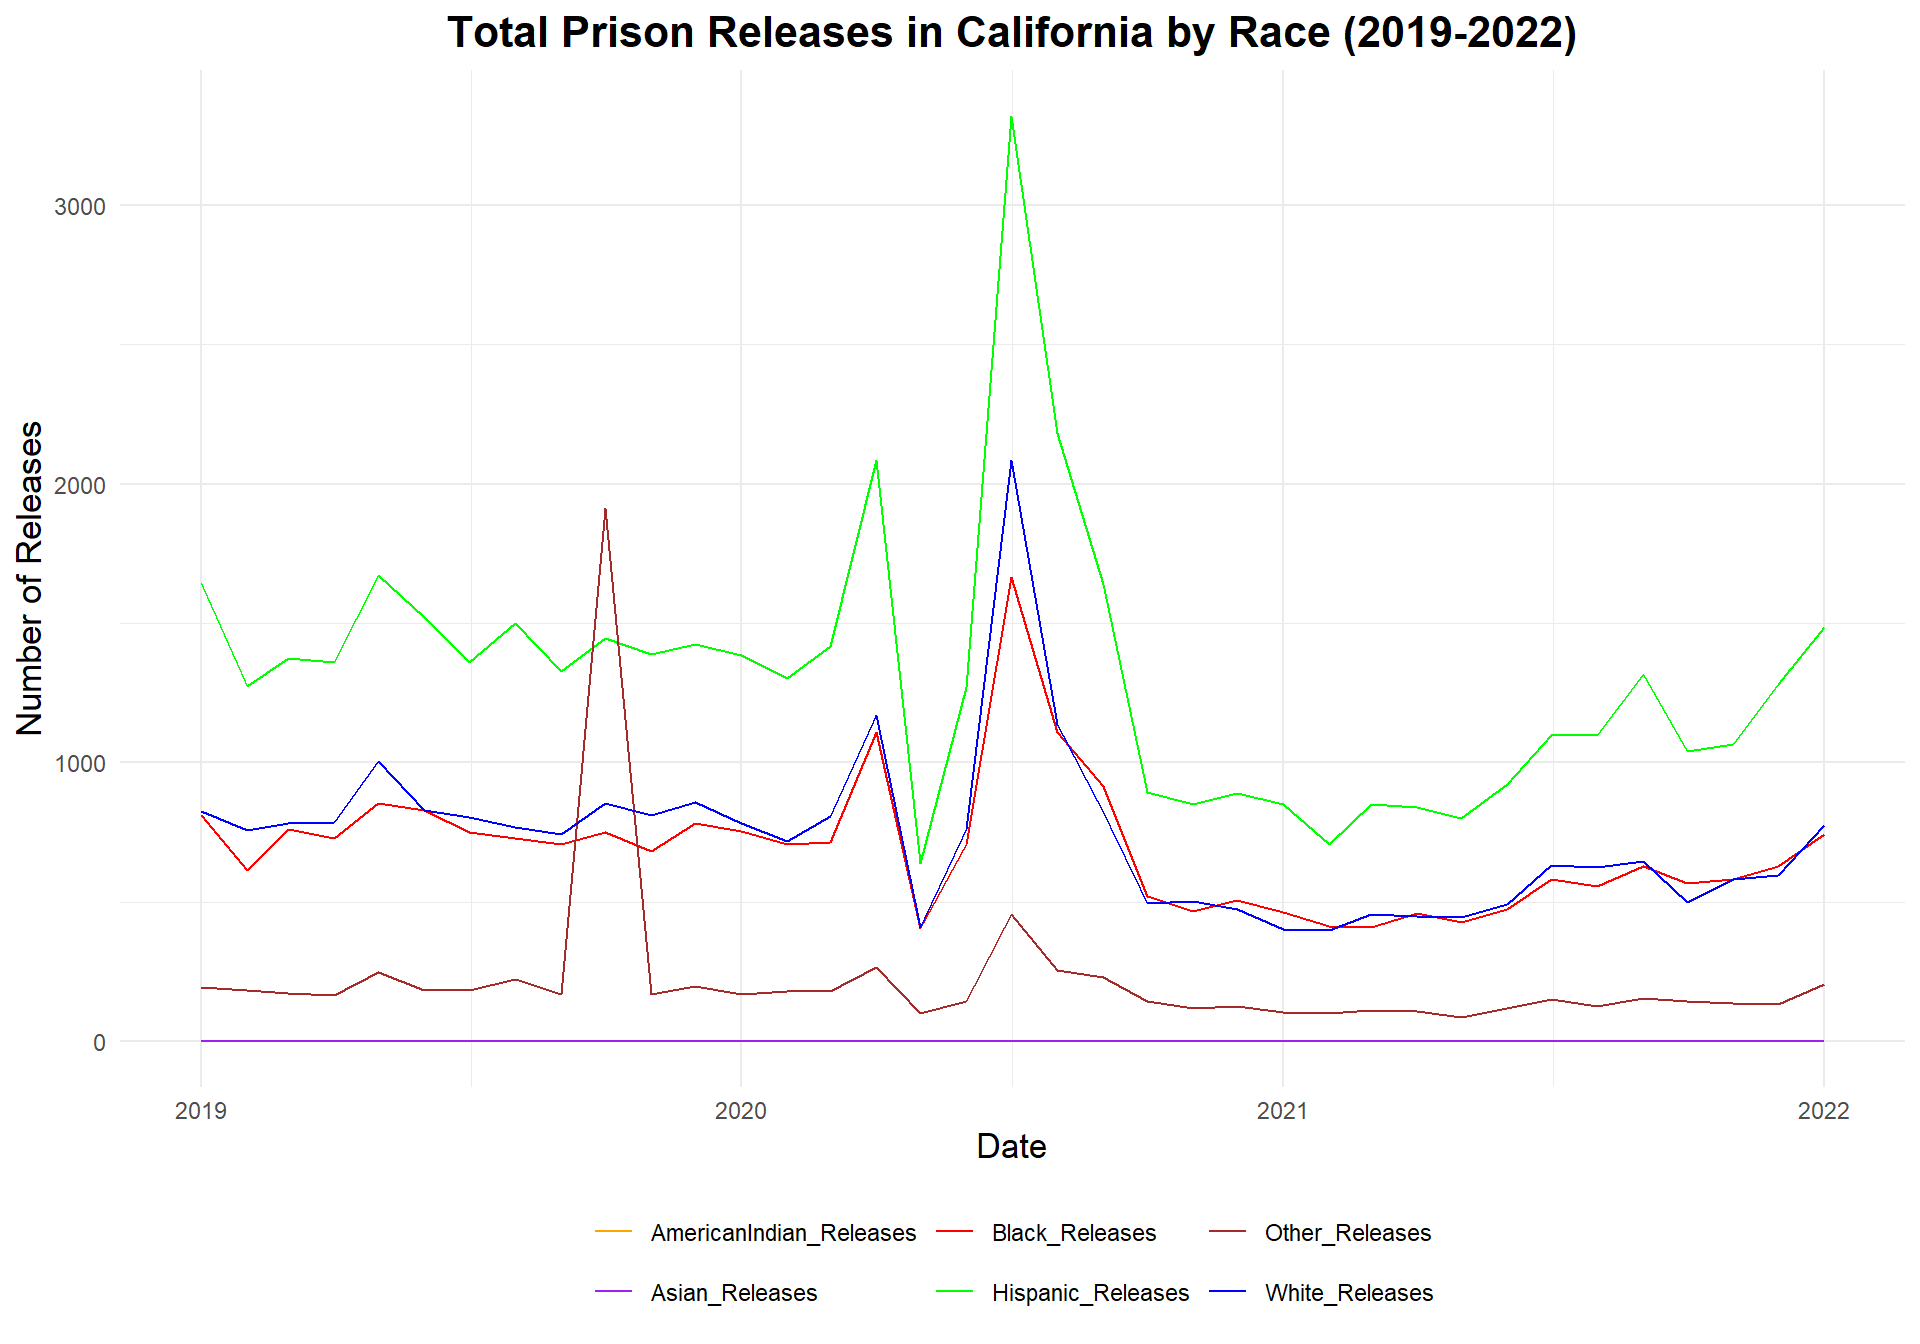 Total Prison Releases in California by Race (2019-2022)
Number of Releases
3000
2000
1000
0
2019 2020 2021 2022
Date
AmericanIndian_Releases Black_Releases Other_Releases
Asian_Releases Hispanic_Releases White_Releases